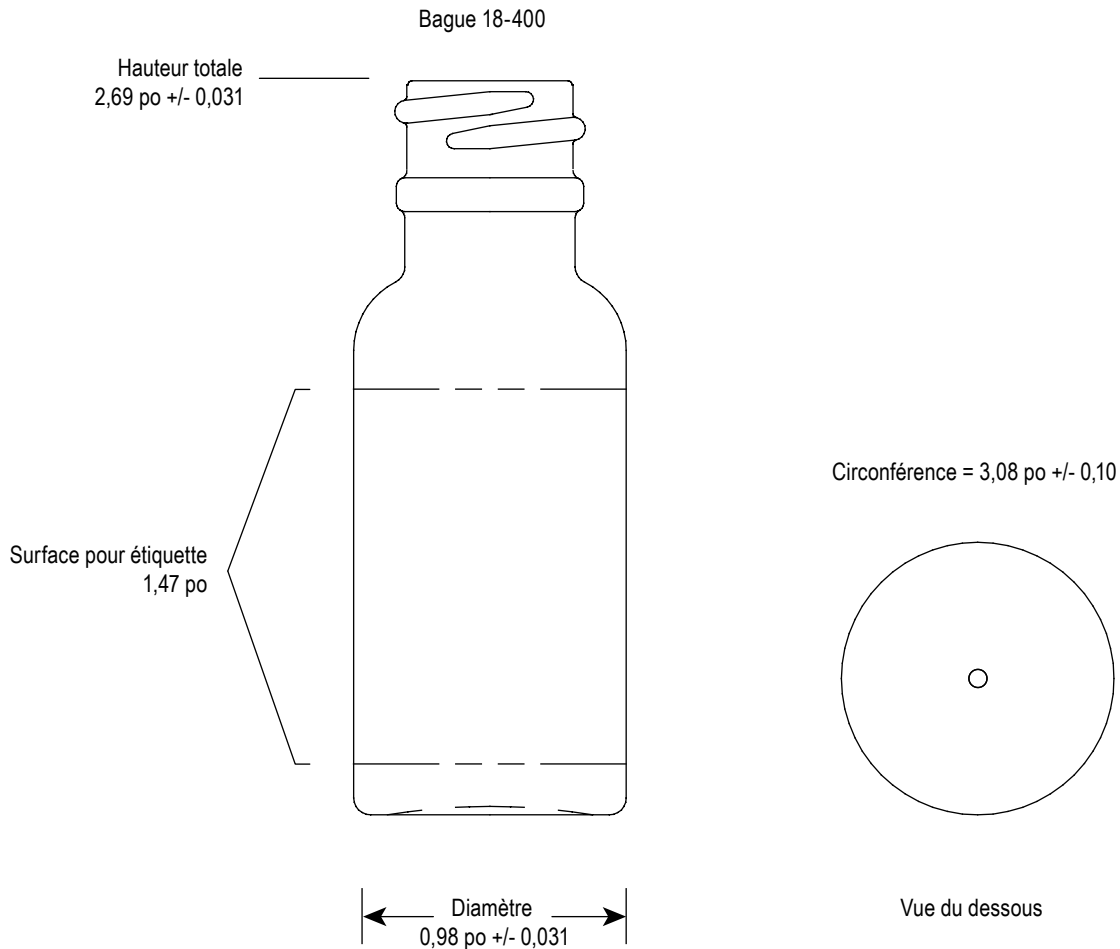 Bague 18-400
Hauteur totale
2,69 po +/- 0,031
Circonférence = 3,08 po +/- 0,10
Surface pour étiquette
1,47 po
Diamètre
0,98 po +/- 0,031
Vue du dessous